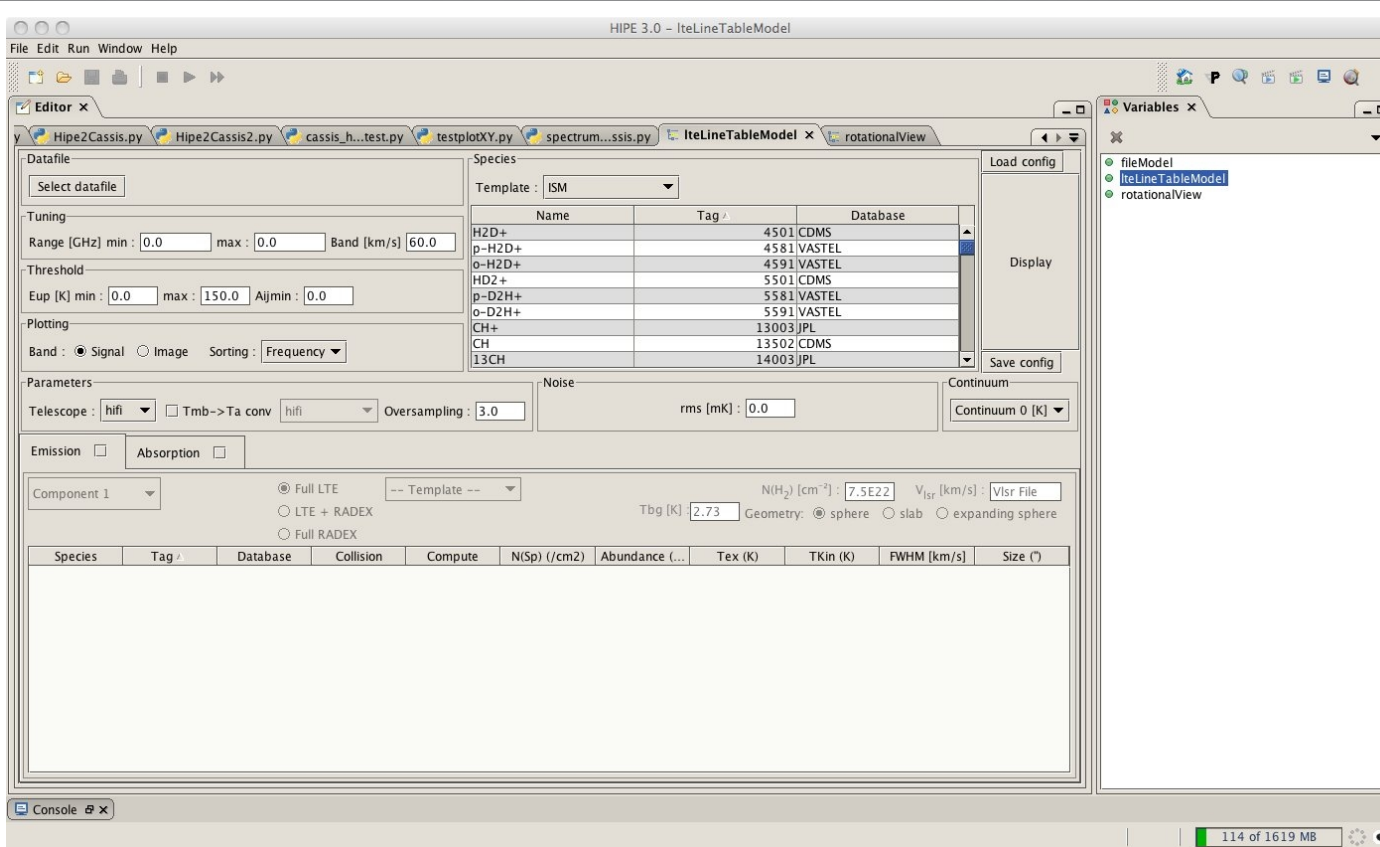 HIPE 3.0 - lteLineTableModel
File Edit Run Window Help
Editor
y Hipe2Cassis.py Hipe2Cassis2.py cassis_h...test.py testplotXY.py spectrum...ssis.py lteLineTableModel rotationalView
Datafile
Select datafile
Tuning
Range [GHz] min : 0.0 max : 0.0 Band [km/s] 60.0
Threshold
Eup [K] min : 0.0 max : 150.0 Aijmin : 0.0
Plotting
Band : Signal Image Sorting : Frequency
Species
Template : ISM
Name Tag Database
H2D+ 4501 CDMS
p-H2D+ 4581 VASTEL
o-H2D+ 4591 VASTEL
HD2+ 5501 CDMS
p-D2H+ 5581 VASTEL
o-D2H+ 5591 VASTEL
CH+ 13003 JPL
CH 13502 CDMS
13CH 14003 JPL
Load config
Display
Save config
Parameters
Telescope : hifi Tmb->Ta conv hifi Oversampling : 3.0
Noise
rms [mK] : 0.0
Continuum
Continuum 0 [K]
Emission Absorption
Component 1
Full LTE
LTE + RADEX
Full RADEX
-- Template --
N(H2) [cm-2] : 7.5E22 Vlsr [km/s] : Vlsr File
Tbg [K] : 2.73 Geometry: sphere slab expanding sphere
Species Tag Database Collision Compute N(Sp) (/cm2) Abundance (... Tex (K) TKin (K) FWHM [km/s] Size (")
Variables
fileModel
lteLineTableModel
rotationalView
Console
114 of 1619 MB